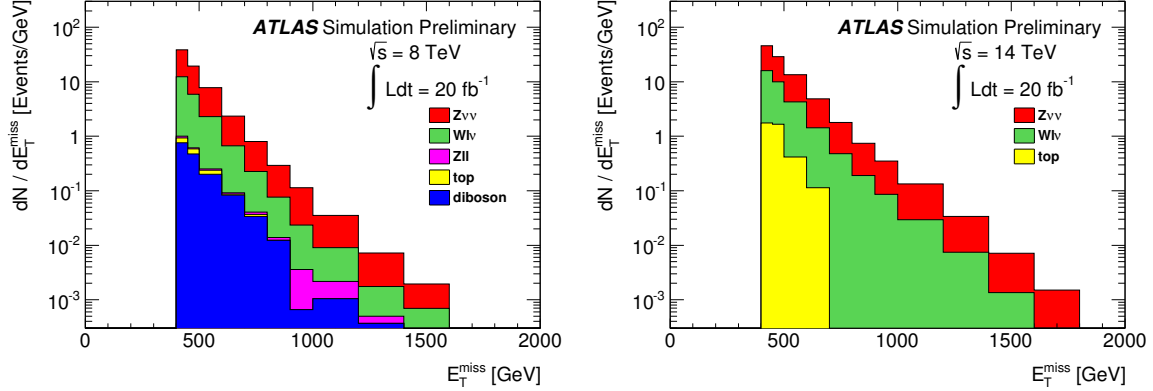 ATLAS Simulation Preliminary
√s = 8 TeV
∫ Ldt = 20 fb⁻¹
Zνν
Wlν
Zll
top
diboson
dN / dE_T^miss [Events/GeV]
10²
10
1
10⁻¹
10⁻²
10⁻³
0 500 1000 1500 2000
E_T^miss [GeV]
ATLAS Simulation Preliminary
√s = 14 TeV
∫ Ldt = 20 fb⁻¹
Zνν
Wlν
top
dN / dE_T^miss [Events/GeV]
10²
10
1
10⁻¹
10⁻²
10⁻³
0 500 1000 1500 2000
E_T^miss [GeV]